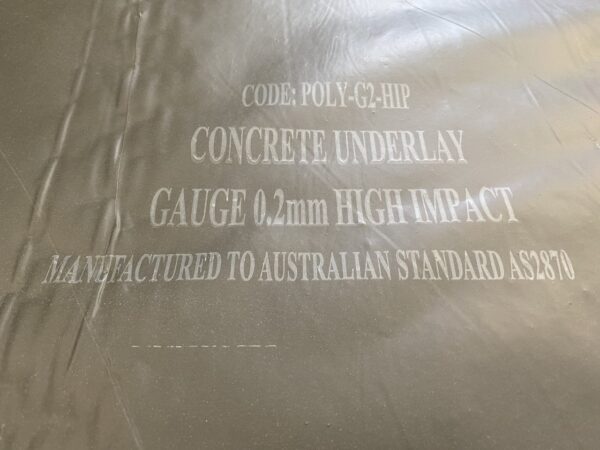 CODE: POLY-G2-HIP
CONCRETE UNDERLAY
GAUGE 0.2mm HIGH IMPACT
MANUFACTURED TO AUSTRALIAN STANDARD AS2870